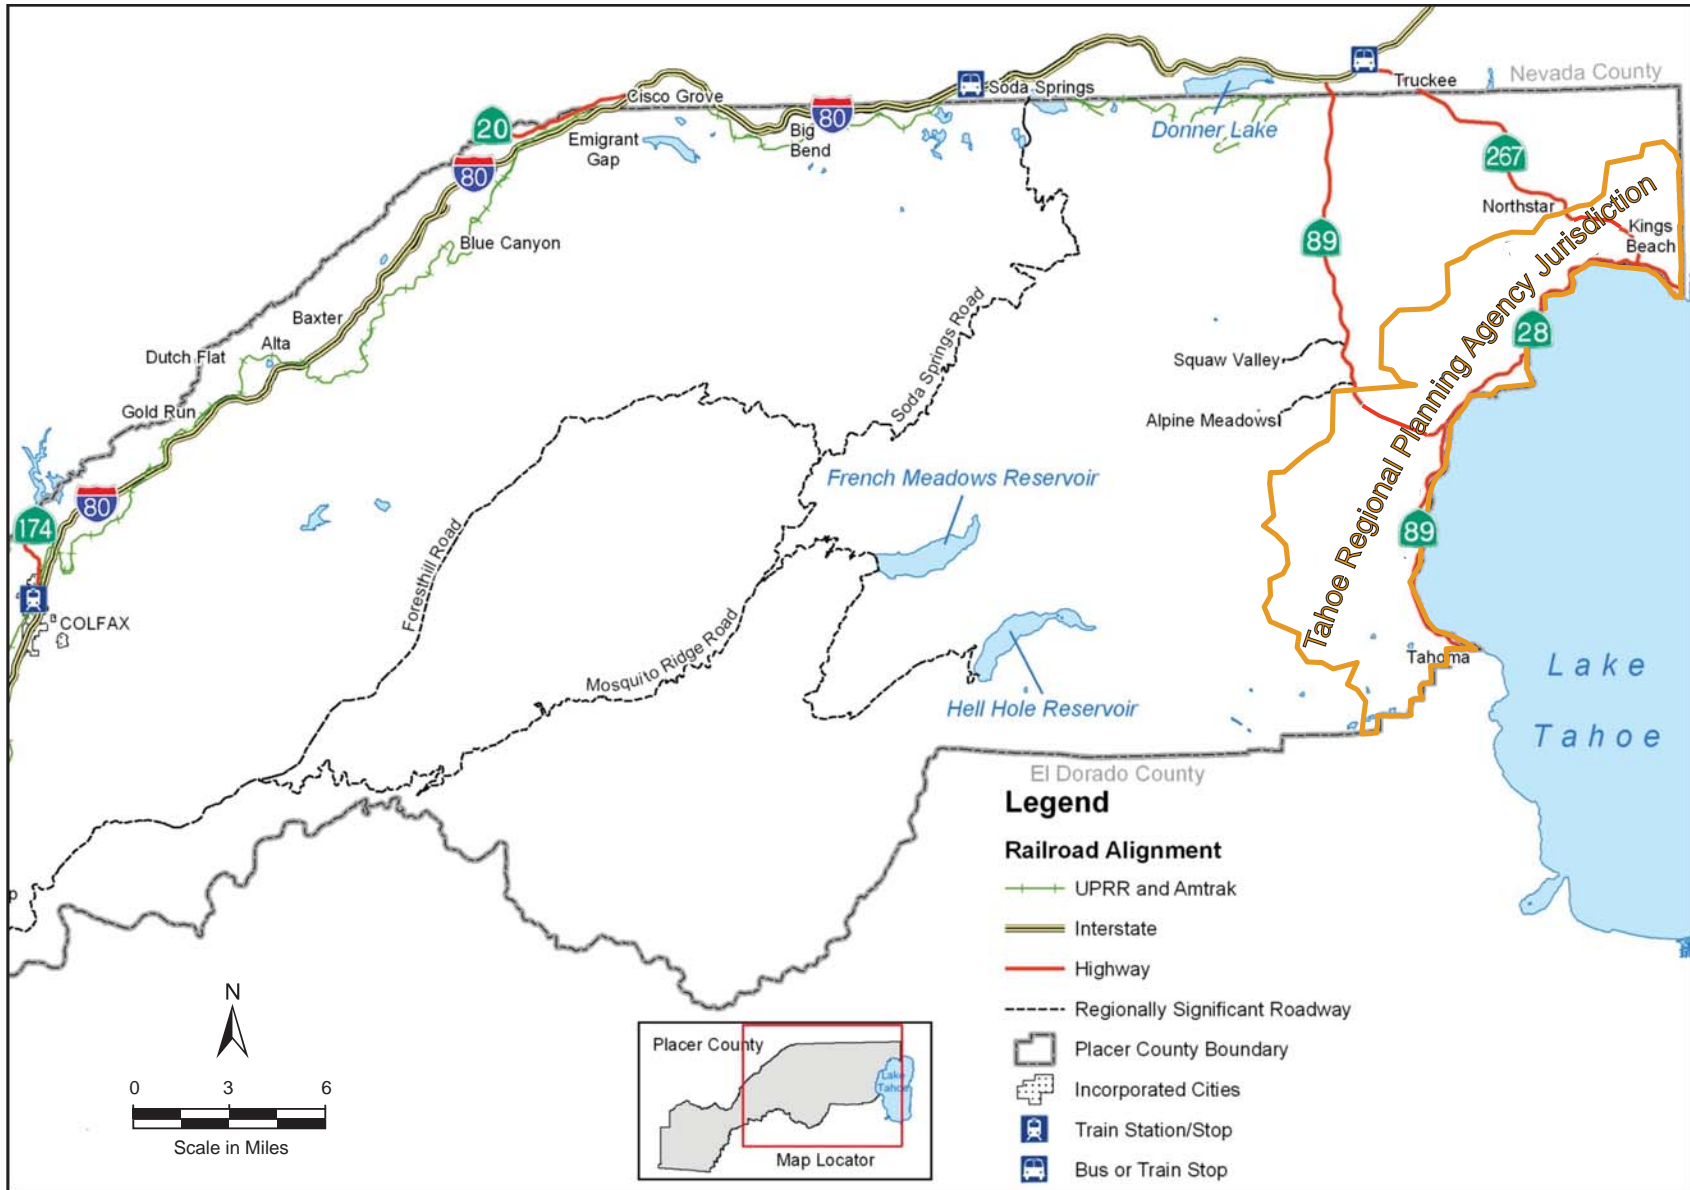 Nevada County
Truckee
Soda Springs
Cisco Grove
20
80
Big
Bend
80
Emigrant
Gap
Donner Lake
267
Northstar
Kings
Beach
89
Blue Canyon
Baxter
Alta
Dutch Flat
Gold Run
Soda Springs Road
Squaw Valley
Alpine Meadows
28
Tahoe Regional Planning Agency Jurisdiction
French Meadows Reservoir
80
174
Foresthill Road
89
COLFAX
Mosquito Ridge Road
Hell Hole Reservoir
Tahoma
Lake
Tahoe
El Dorado County
p
Legend
Railroad Alignment
UPRR and Amtrak
Interstate
Highway
Regionally Significant Roadway
Placer County Boundary
Incorporated Cities
Train Station/Stop
Bus or Train Stop
N
0 3 6
Scale in Miles
Placer County
Lake
Tahoe
Map Locator